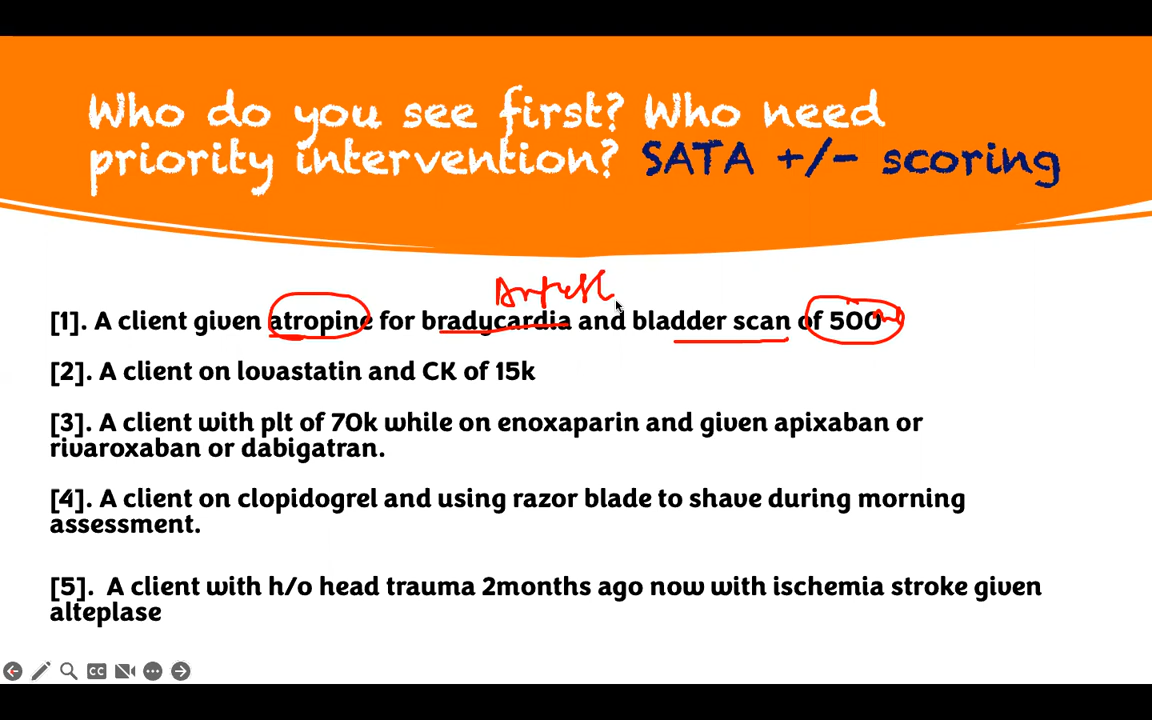 Who do you see first? Who need
priority intervention? SATA +/- scoring
[1]. A client given atropine for bradycardia and bladder scan of 500
[2]. A client on lovastatin and CK of 15k
[3]. A client with plt of 70k while on enoxaparin and given apixaban or
rivaroxaban or dabigatran.
[4]. A client on clopidogrel and using razor blade to shave during morning
assessment.
[5]. A client with h/o head trauma 2months ago now with ischemia stroke given
alteplase
CC